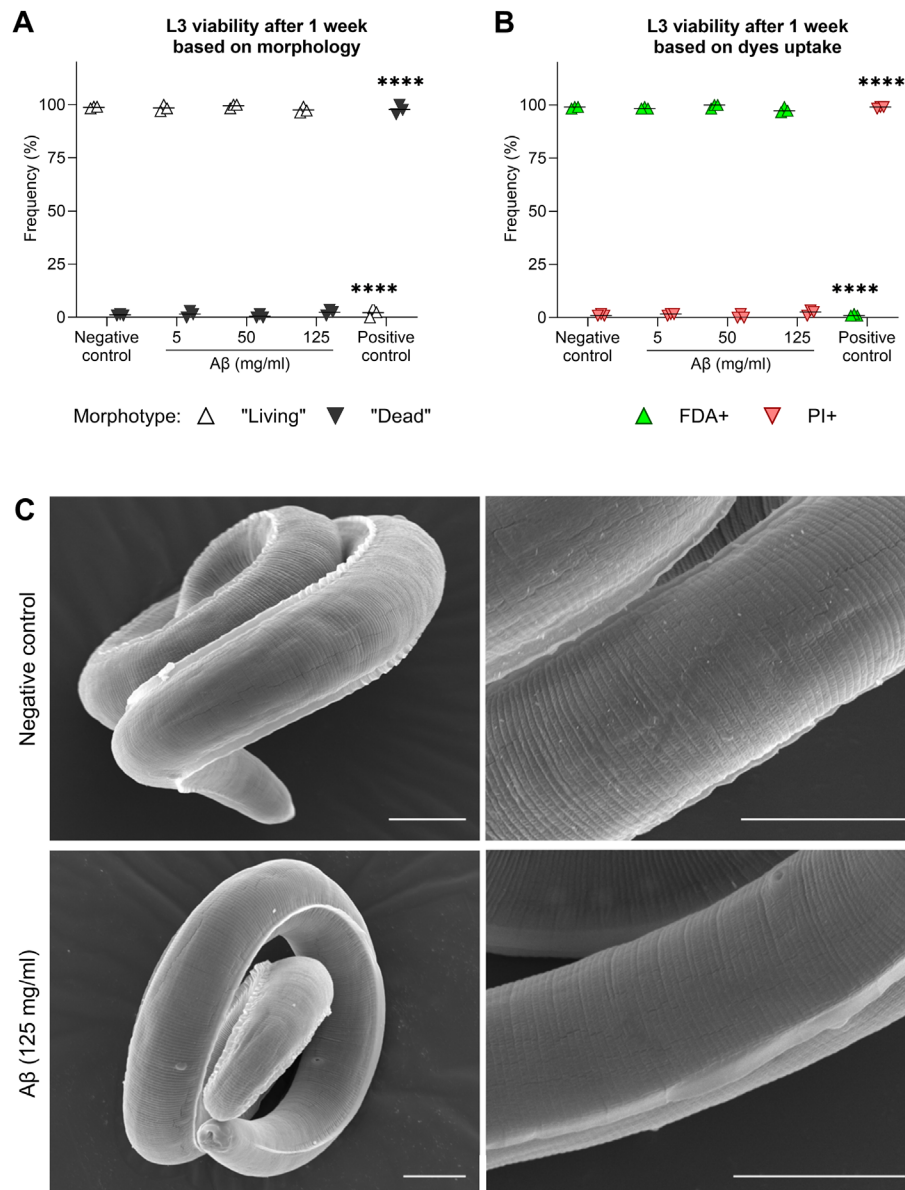 A
L3 viability after 1 week
based on morphology
Frequency (%)
100
75
50
25
0
****
****
Negative
control
5
50
125
Aβ (mg/ml)
Positive
control
Morphotype:
"Living"
"Dead"
B
L3 viability after 1 week
based on dyes uptake
Frequency (%)
100
75
50
25
0
****
****
Negative
control
5
50
125
Aβ (mg/ml)
Positive
control
FDA+
PI+
C
Negative control
Aβ (125 mg/ml)